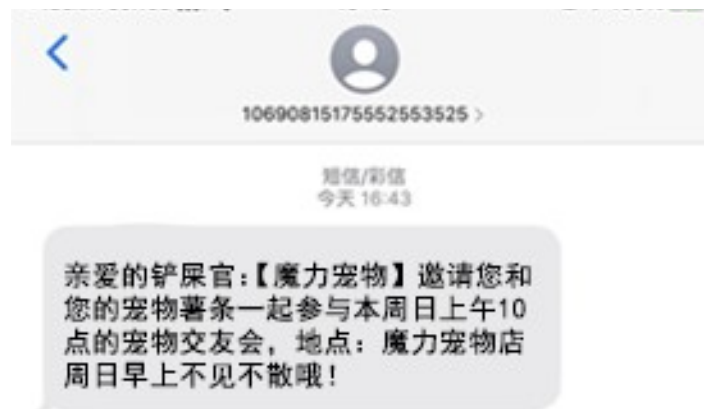 10690815175552553525 >
短信/彩信
今天 16:43
亲爱的铲屎官:【魔力宠物】邀请您和
您的宠物薯条一起参与本周日上午10
点的宠物交友会，地点：魔力宠物店
周日早上不见不散哦！